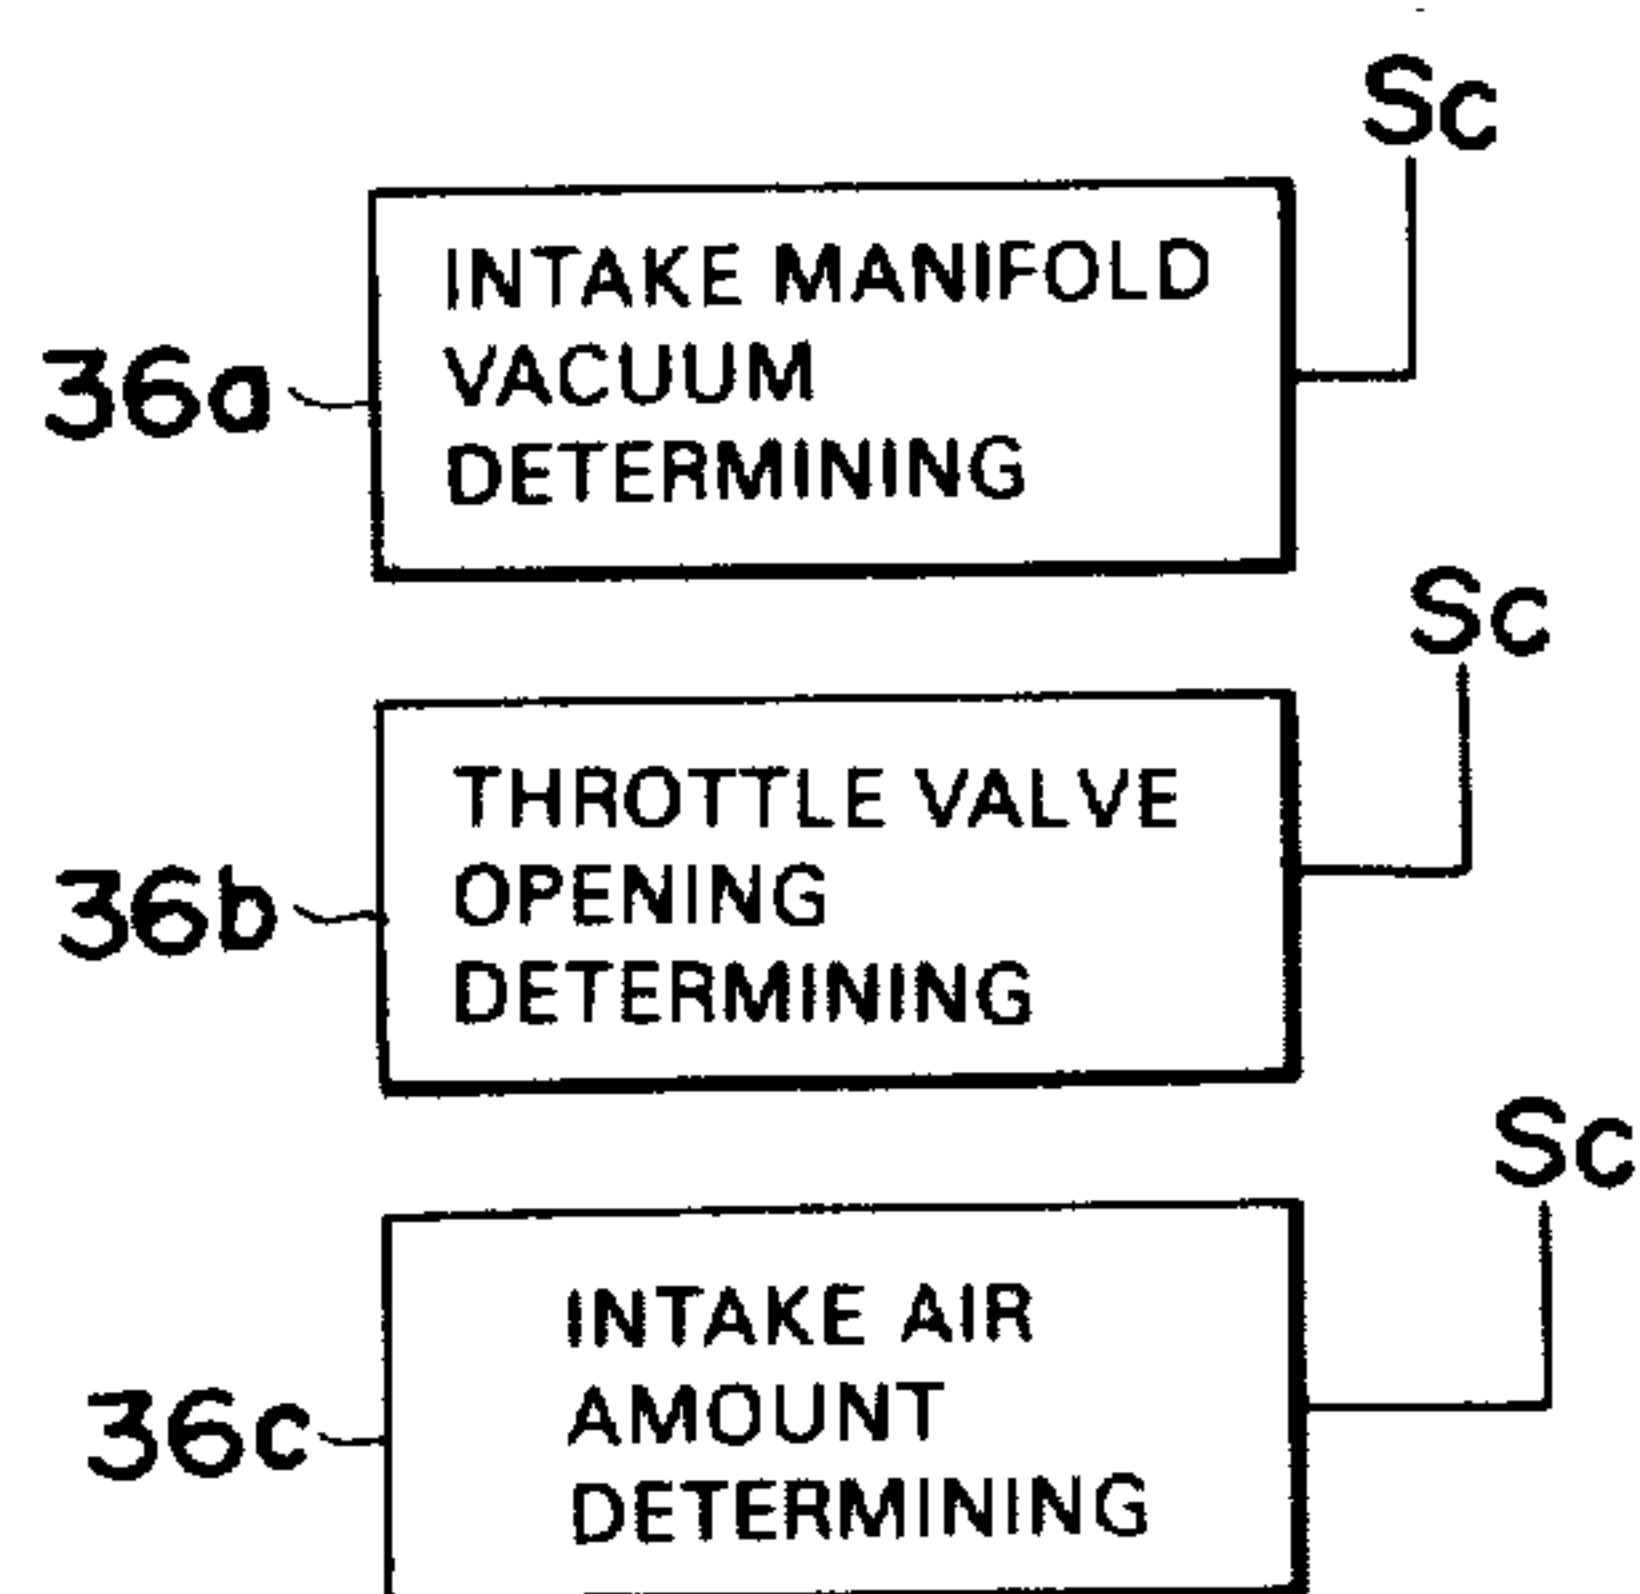 Sc
INTAKE MANIFOLD
VACUUM
DETERMINING
36a
Sc
THROTTLE VALVE
OPENING
DETERMINING
36b
Sc
INTAKE AIR
AMOUNT
DETERMINING
36c